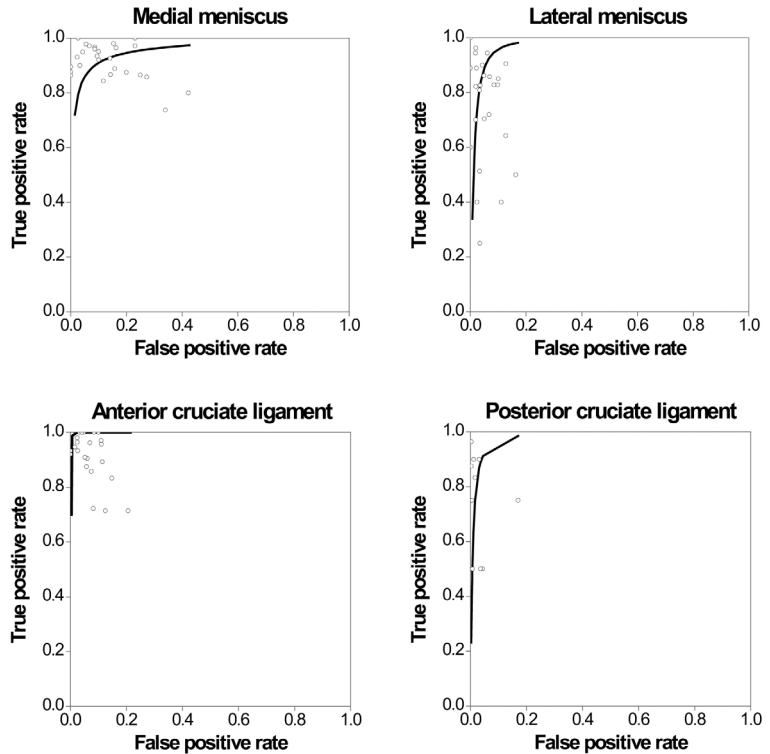 Medial meniscus
1.0
0.8
0.6
0.4
0.2
0.0
True positive rate
0.0 0.2 0.4 0.6 0.8 1.0
False positive rate
Lateral meniscus
1.0
0.8
0.6
0.4
0.2
0.0
True positive rate
0.0 0.2 0.4 0.6 0.8 1.0
False positive rate
Anterior cruciate ligament
1.0
0.8
0.6
0.4
0.2
0.0
True positive rate
0.0 0.2 0.4 0.6 0.8 1.0
False positive rate
Posterior cruciate ligament
1.0
0.8
0.6
0.4
0.2
0.0
True positive rate
0.0 0.2 0.4 0.6 0.8 1.0
False positive rate